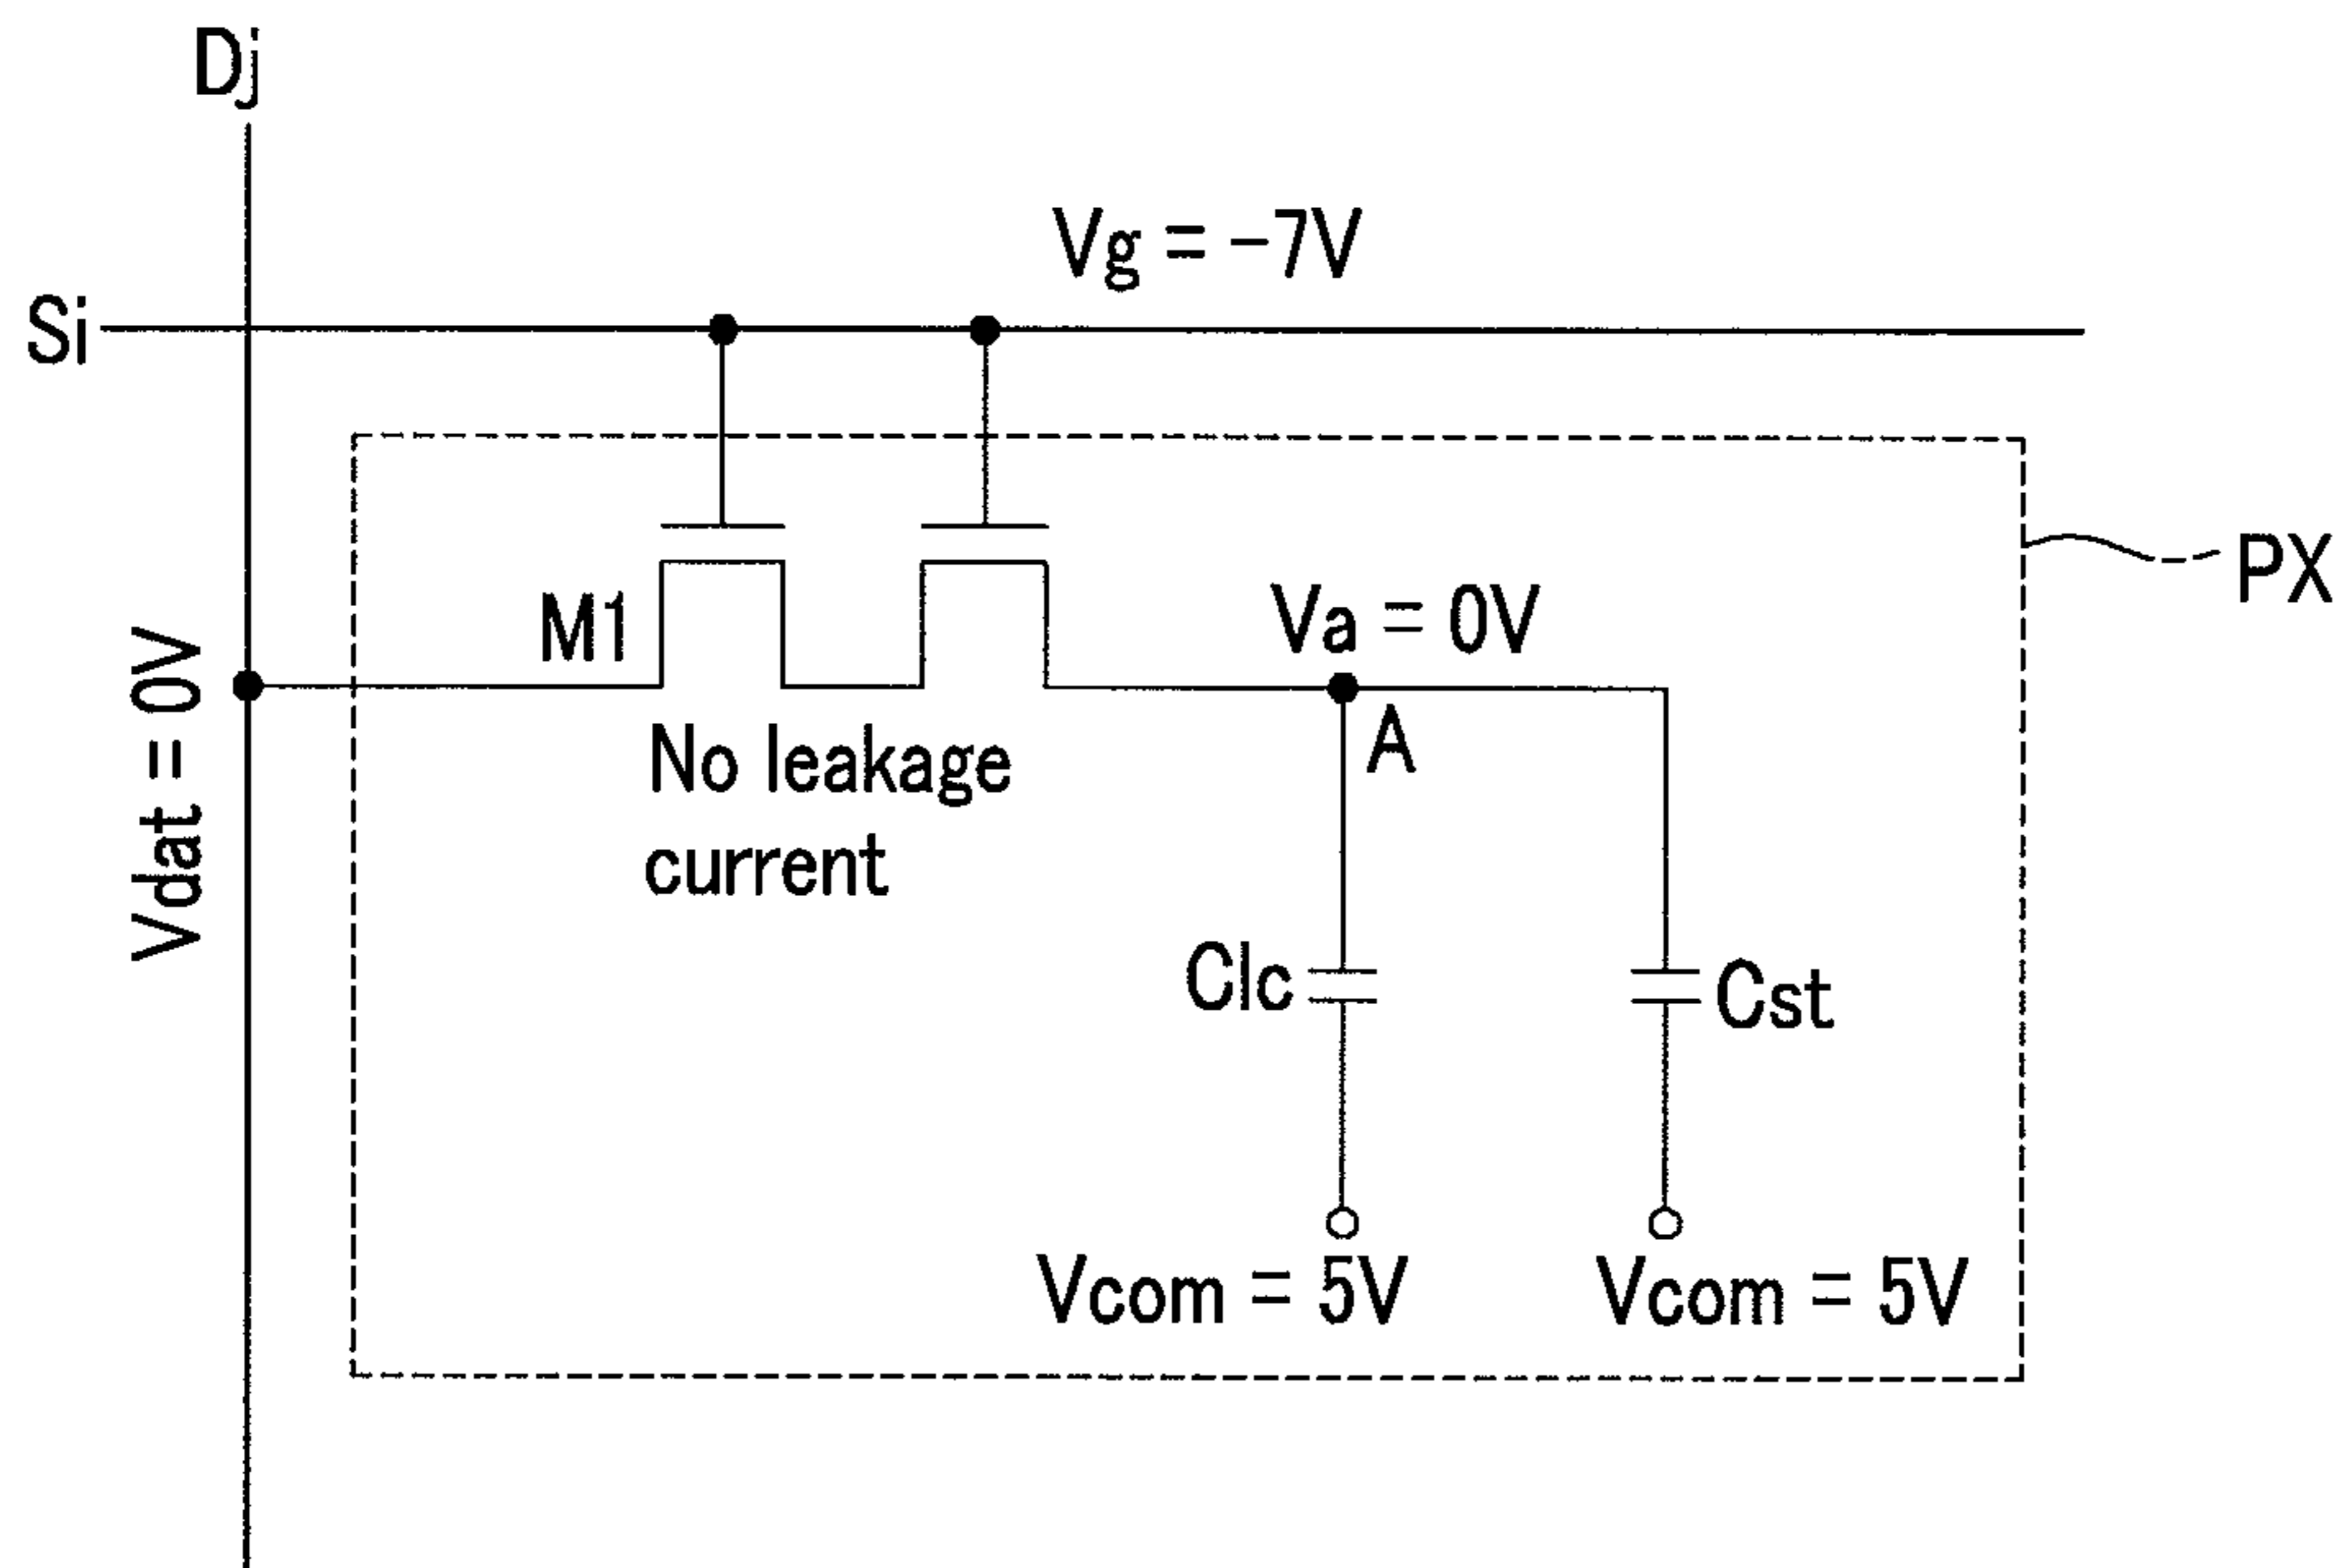 Dj
Vg = -7V
Si
PX
M1
Va = 0V
Vdat = 0V
A
No leakage
current
Clc
Cst
Vcom = 5V
Vcom = 5V